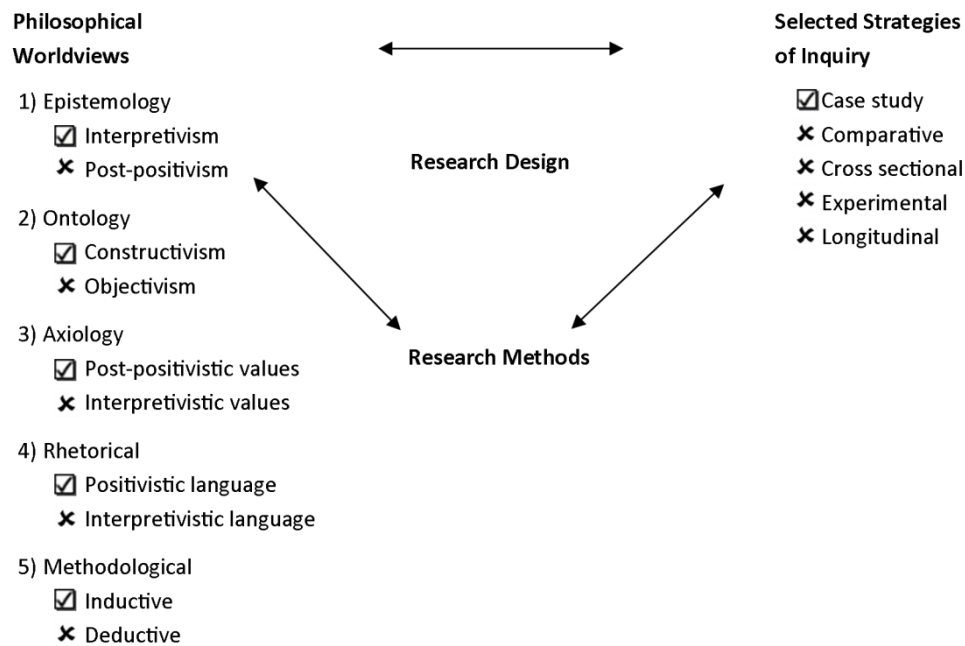 Philosophical
Worldviews
1) Epistemology
Interpretivism
Post-positivism
2) Ontology
Constructivism
Objectivism
3) Axiology
Post-positivistic values
Interpretivistic values
4) Rhetorical
Positivistic language
Interpretivistic language
5) Methodological
Inductive
Deductive
Research Design
Research Methods
Selected Strategies
of Inquiry
Case study
Comparative
Cross sectional
Experimental
Longitudinal